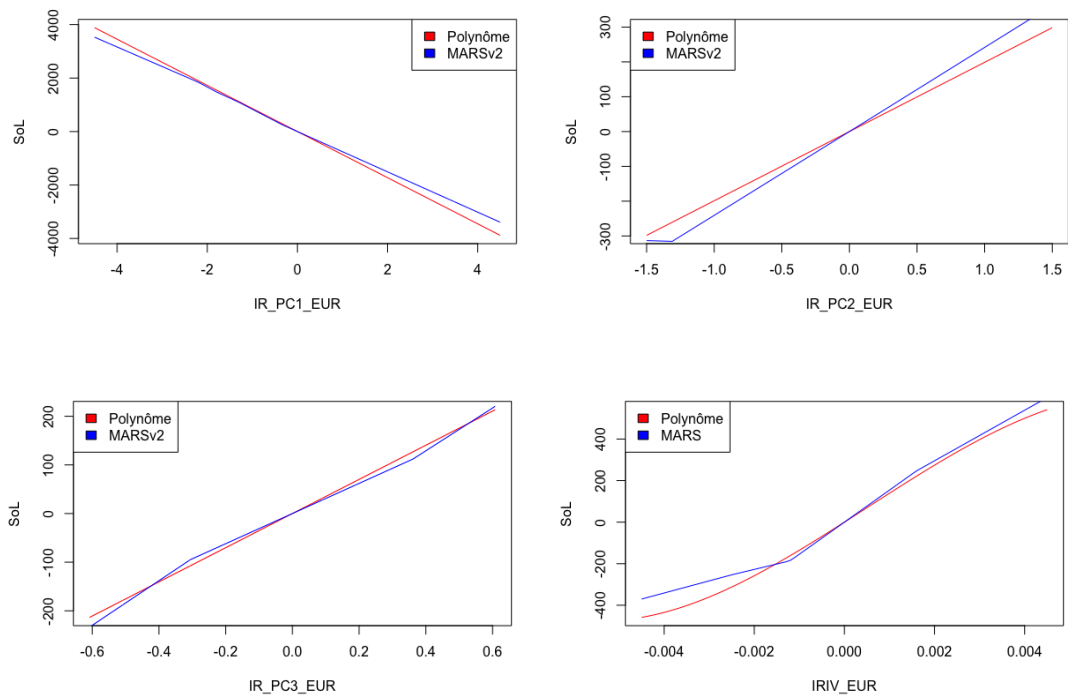 4000
2000
0
-2000
-4000
SoL
Polynôme
MARSv2
-4 -2 0 2 4
IR_PC1_EUR
300
100
-100
-300
SoL
Polynôme
MARSv2
-1.5 -1.0 -0.5 0.0 0.5 1.0 1.5
IR_PC2_EUR
200
100
0
-100
-200
SoL
Polynôme
MARSv2
-0.6 -0.4 -0.2 0.0 0.2 0.4 0.6
IR_PC3_EUR
400
200
0
-200
-400
SoL
Polynôme
MARS
-0.004 -0.002 0.000 0.002 0.004
IRIV_EUR